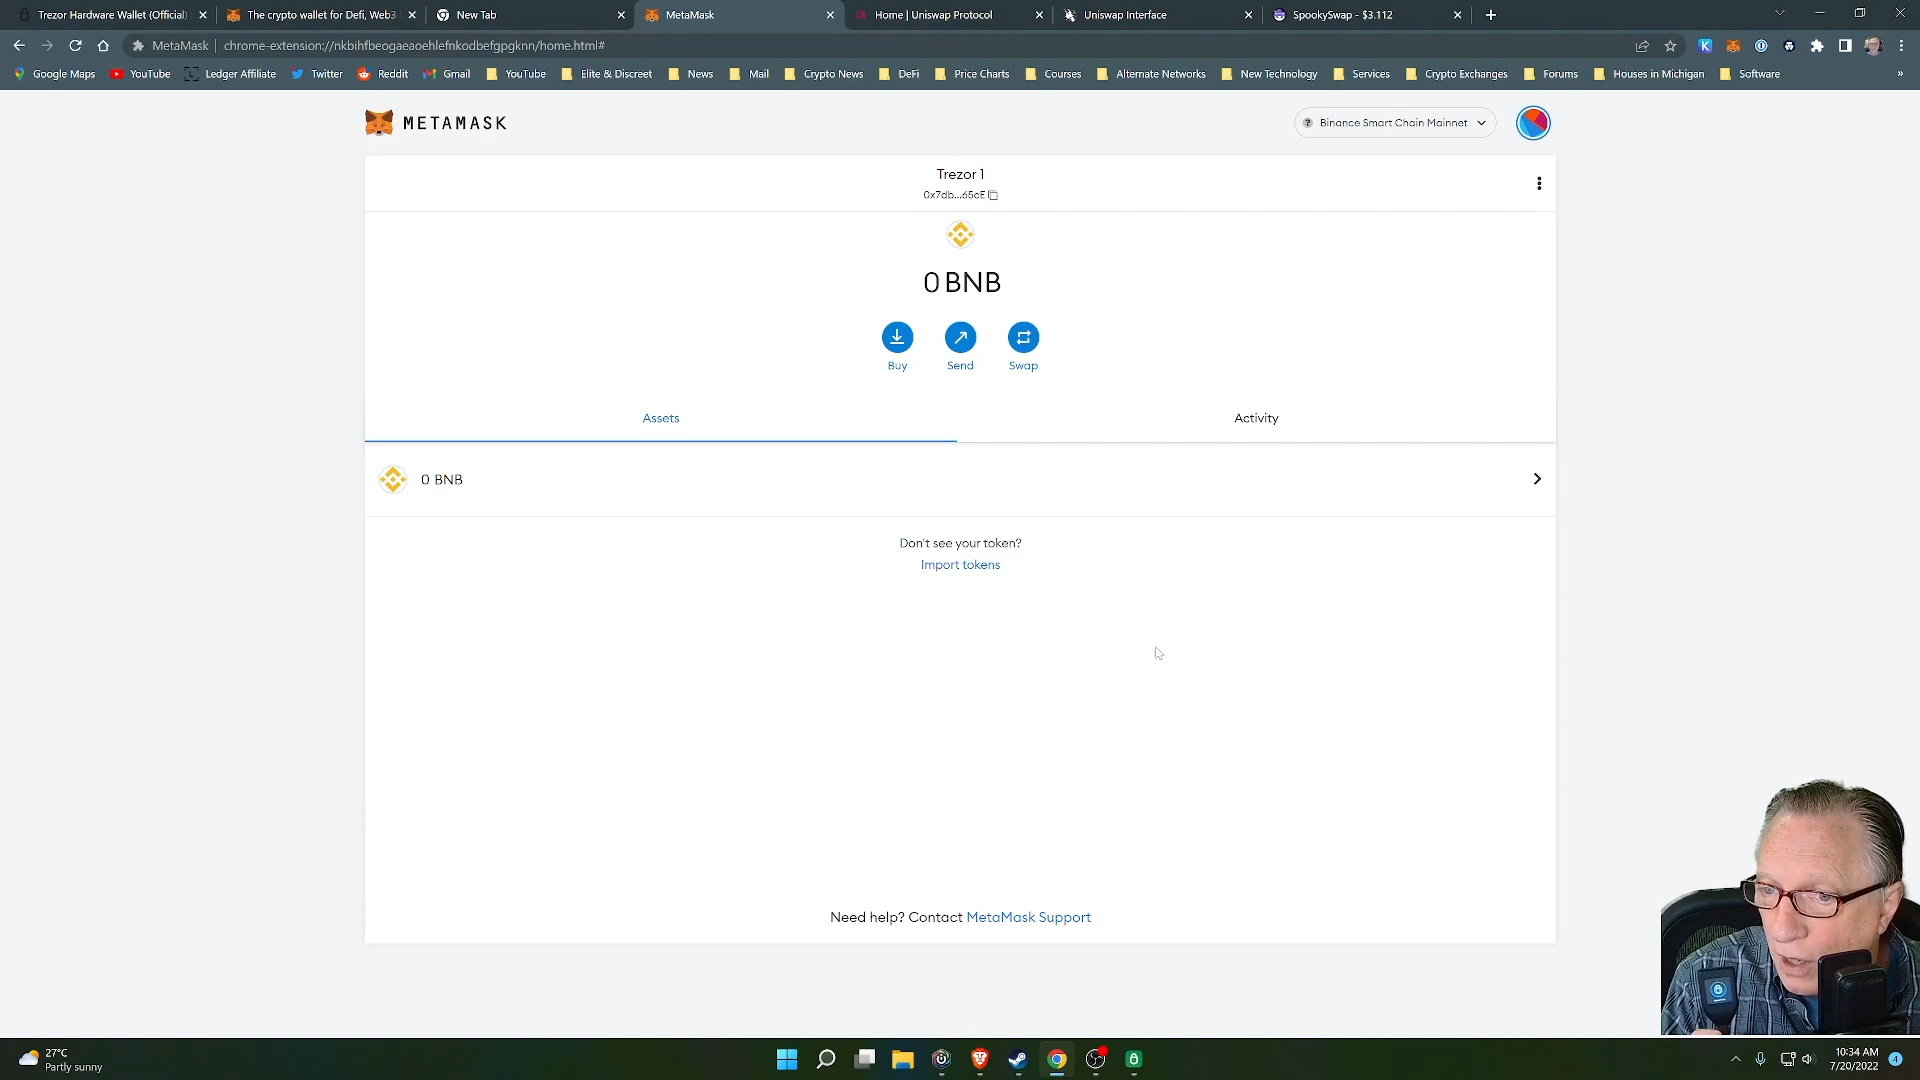 Trezor Hardware Wallet (Official)
The crypto wallet for Defi, Web3
New Tab
MetaMask
Home | Uniswap Protocol
Uniswap Interface
SpookySwap - $3.112
MetaMask
chrome-extension://nkbihfbeogaeaoehlefnkodbefgpgknn/home.html#
Google Maps
YouTube
Ledger Affiliate
Twitter
Reddit
Gmail
YouTube
Elite & Discreet
News
Mail
Crypto News
DeFi
Price Charts
Courses
Alternate Networks
New Technology
Services
Crypto Exchanges
Forums
Houses in Michigan
Software
»
METAMASK
? Binance Smart Chain Mainnet
Trezor 1
0x7db...65cE
0 BNB
Buy
Send
Swap
Assets
Activity
0 BNB
Don't see your token?
Import tokens
Need help? Contact MetaMask Support
27°C
Partly sunny
10:34 AM
7/20/2022
4